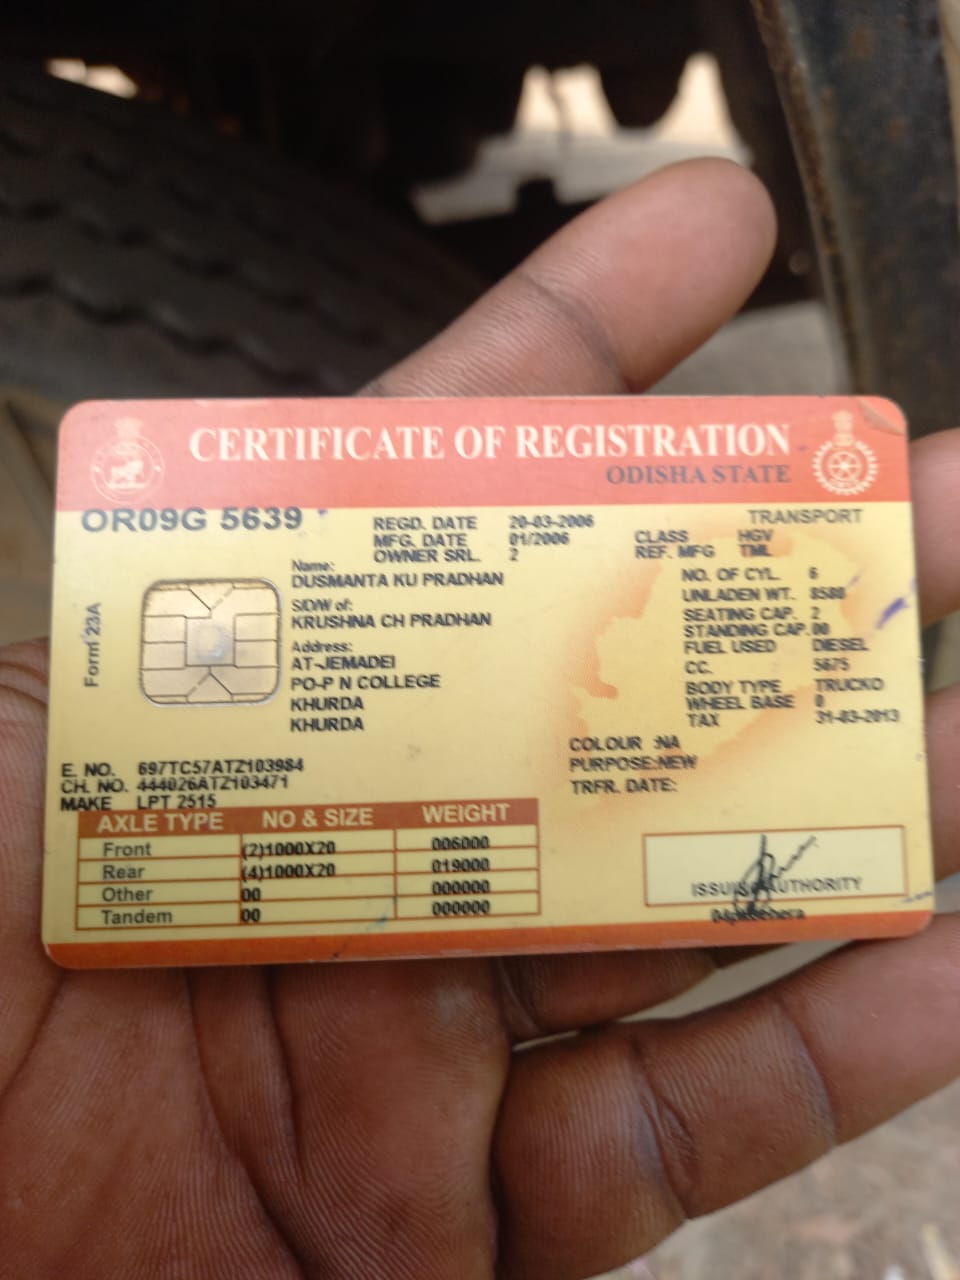 CERTIFICATE OF REGISTRATION
ODISHA STATE
OR09G 5639
TRANSPORT
REGD. DATE 20-03-2006
MFG. DATE 01/2006
OWNER SRL. 2
CLASS HGV
REF. MFG TML
Name:
DUSMANTA KU PRADHAN
S/D/W of:
KRUSHNA CH PRADHAN
Address:
AT-JEMADEI
PO-P N COLLEGE
KHURDA
KHURDA
Form 23A
NO. OF CYL. 6
UNLADEN WT. 8580
SEATING CAP. 2
STANDING CAP. 00
FUEL USED DIESEL
CC. 5675
BODY TYPE TRUCKO
WHEEL BASE 0
TAX 31-03-2013
COLOUR :NA
PURPOSE:NEW
TRFR. DATE:
E. NO. 697TC57ATZ103984
CH. NO. 444026ATZ103471
MAKE LPT 2515
AXLE TYPE NO & SIZE WEIGHT
Front (2)1000X20 006000
Rear (4)1000X20 019000
Other 00 000000
Tandem 00 000000
ISSUING AUTHORITY